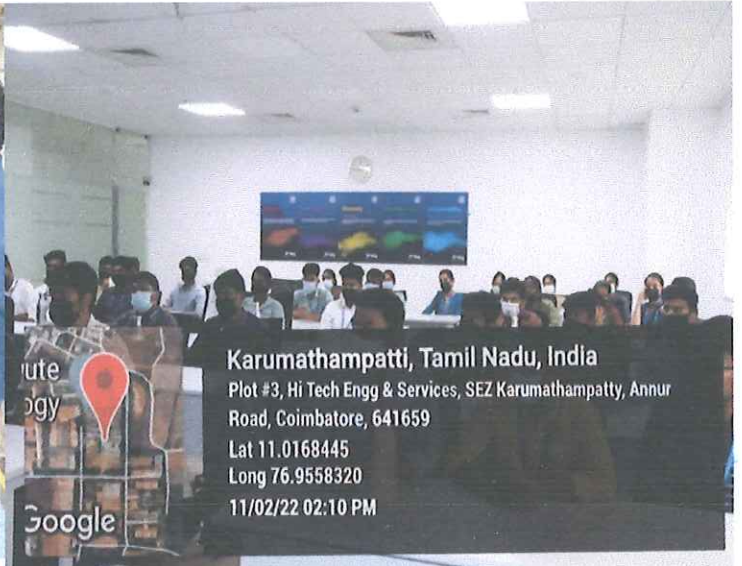 Karumathampatti, Tamil Nadu, India
Plot #3, Hi Tech Engg & Services, SEZ Karumathampatty, Annur
Road, Coimbatore, 641659
Lat 11.0168445
Long 76.9558320
11/02/22 02:10 PM
ute
ogy
Google